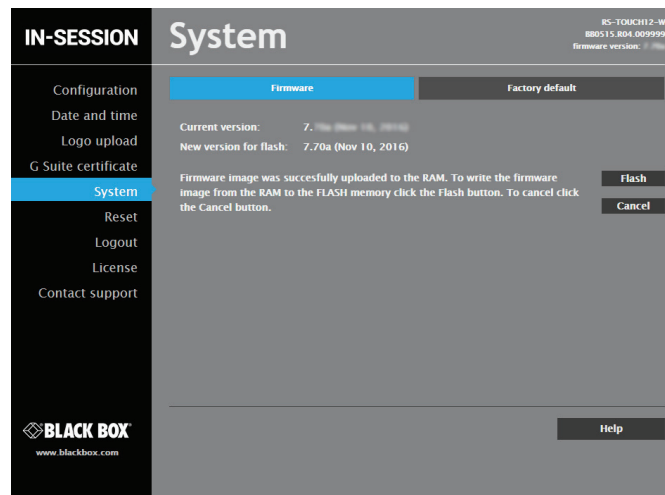 IN-SESSION
System
RS-TOUCH12-W
880515.R04.009999
firmware version: 7.
Configuration
Date and time
Logo upload
G Suite certificate
System
Reset
Logout
License
Contact support
Firmware
Factory default
Current version: 7.
New version for flash: 7.70a (Nov 10, 2016)
Firmware image was succesfully uploaded to the RAM. To write the firmware
image from the RAM to the FLASH memory click the Flash button. To cancel click
the Cancel button.
Flash
Cancel
BLACK BOX
www.blackbox.com
Help